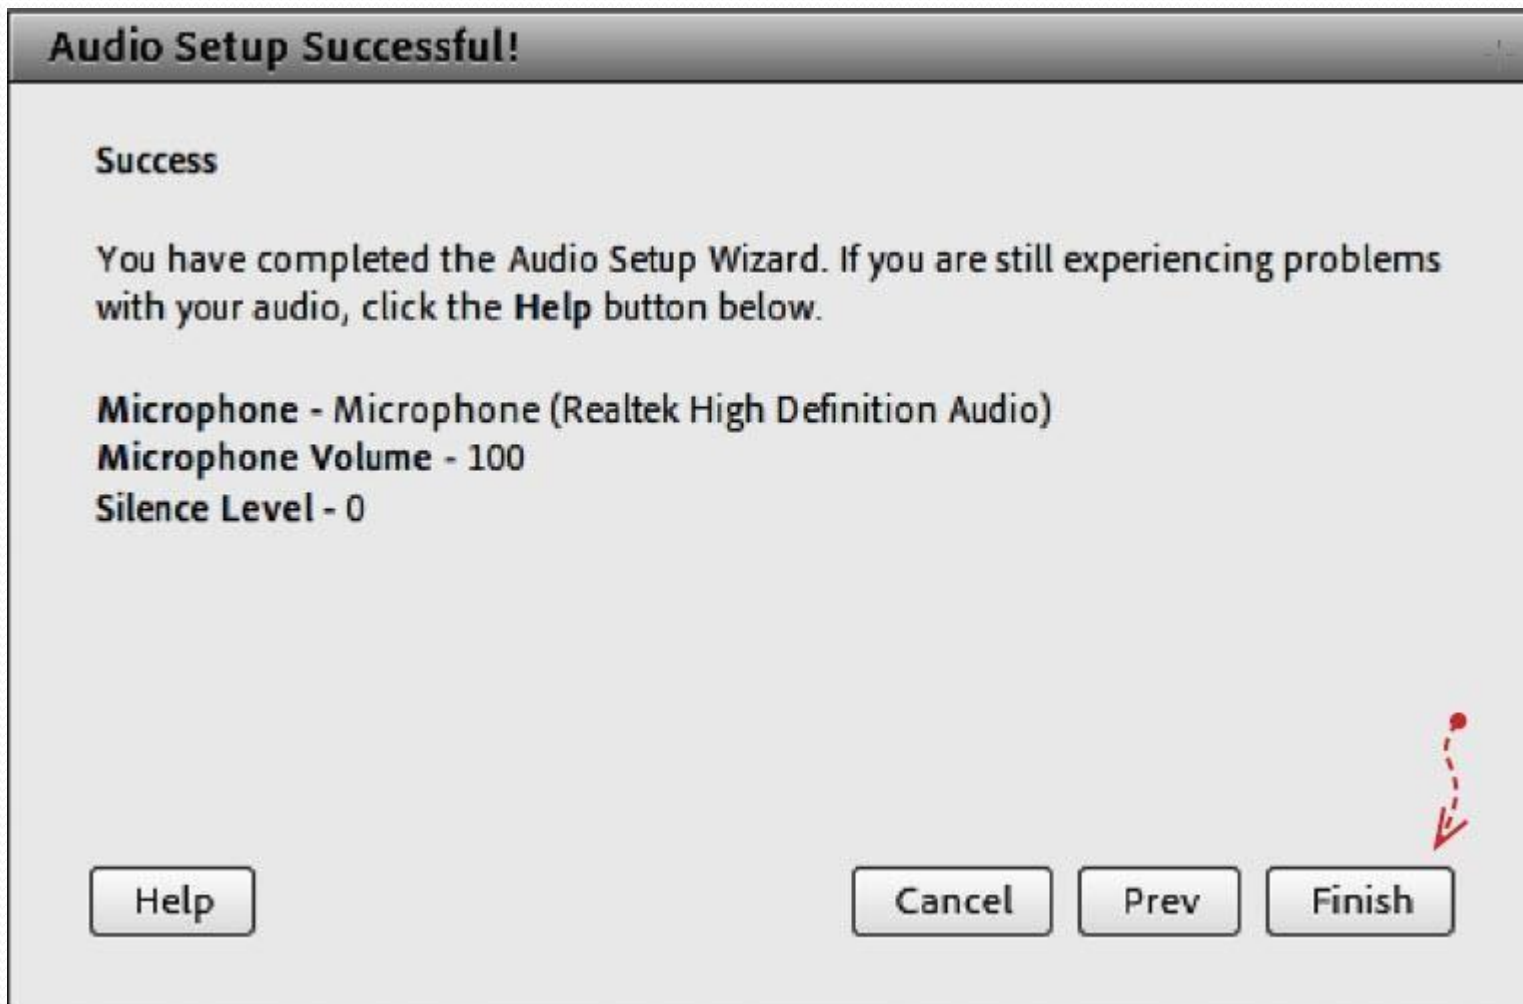 Audio Setup Successful!
Success
You have completed the Audio Setup Wizard. If you are still experiencing problems
with your audio, click the Help button below.
Microphone - Microphone (Realtek High Definition Audio)
Microphone Volume - 100
Silence Level - 0
Help
Cancel
Prev
Finish